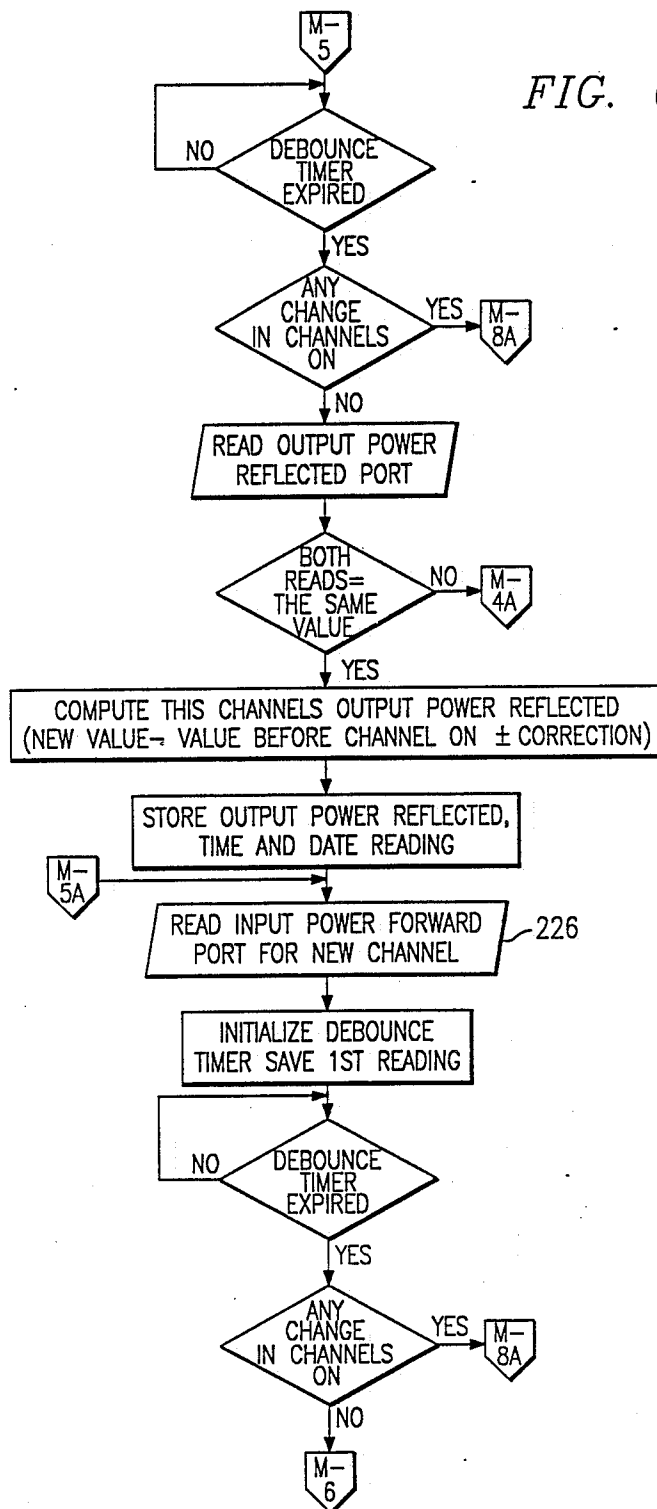 M-
5
FIG.
NO
DEBOUNCE
TIMER
EXPIRED
YES
ANY
CHANGE
IN CHANNELS
ON
YES
M-
8A
NO
READ OUTPUT POWER
REFLECTED PORT
BOTH
READS=
THE SAME
VALUE
NO
M-
4A
YES
COMPUTE THIS CHANNELS OUTPUT POWER REFLECTED
(NEW VALUE- VALUE BEFORE CHANNEL ON ± CORRECTION)
STORE OUTPUT POWER REFLECTED,
TIME AND DATE READING
M-
5A
READ INPUT POWER FORWARD
PORT FOR NEW CHANNEL
226
INITIALIZE DEBOUNCE
TIMER SAVE 1ST READING
NO
DEBOUNCE
TIMER
EXPIRED
YES
ANY
CHANGE
IN CHANNELS
ON
YES
M-
8A
NO
M-
6